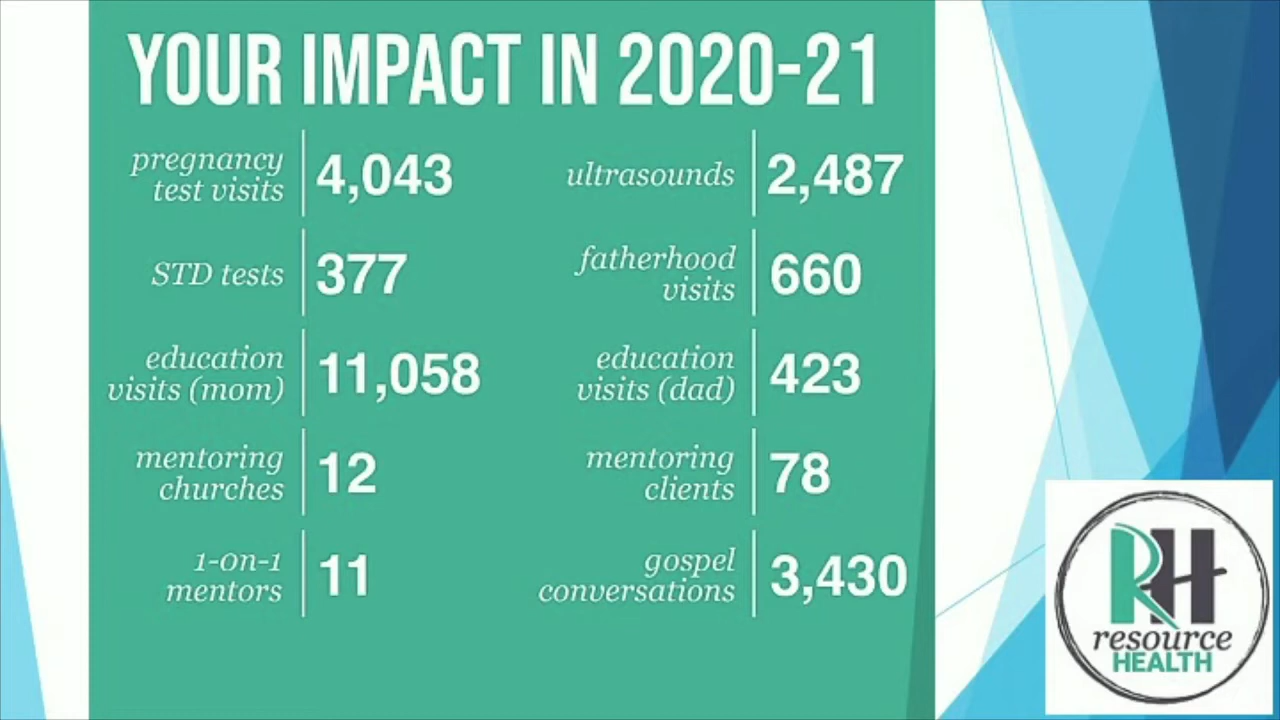 YOUR IMPACT IN 2020-21
pregnancy
test visits
4,043
ultrasounds
2,487
STD tests
377
fatherhood
visits
660
education
visits (mom)
11,058
education
visits (dad)
423
mentoring
churches
12
mentoring
clients
78
1-on-1
mentors
11
gospel
conversations
3,430
RH
resource
HEALTH